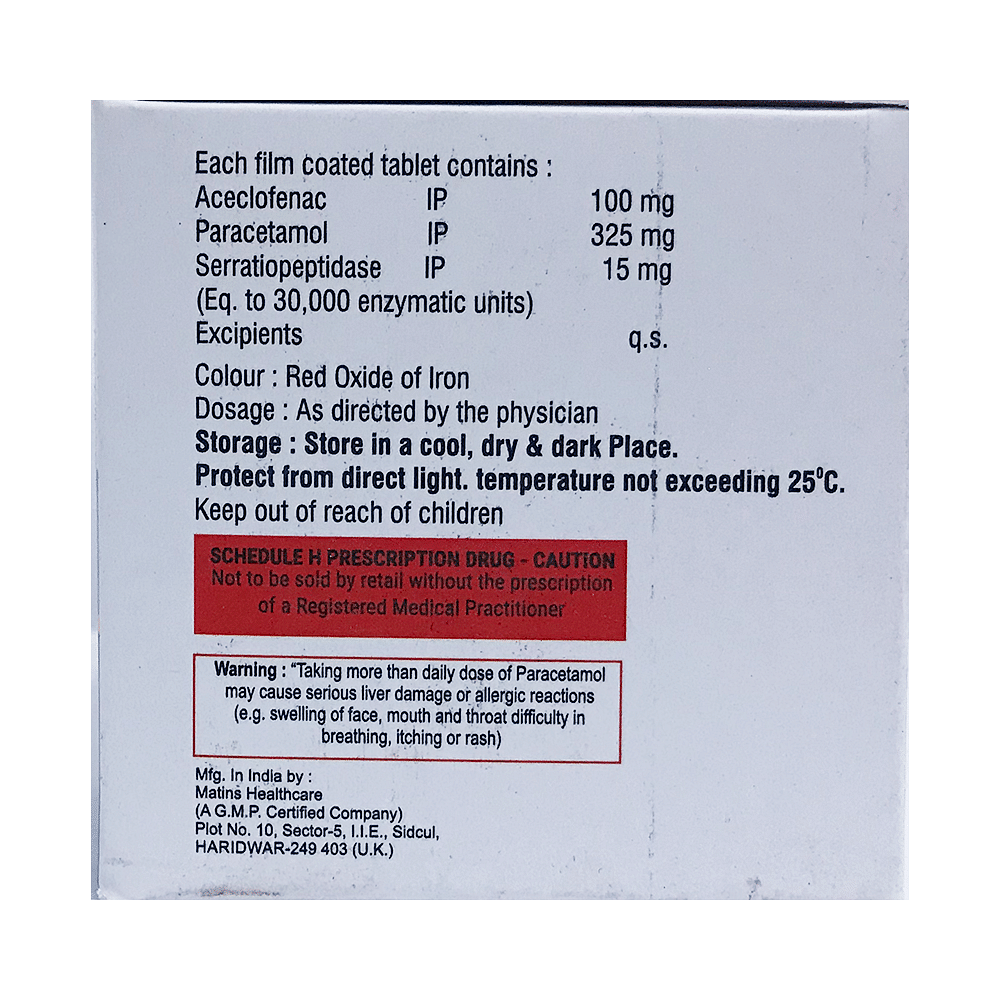 Each film coated tablet contains :
Aceclofenac IP 100 mg
Paracetamol IP 325 mg
Serratiopeptidase IP 15 mg
(Eq. to 30,000 enzymatic units)
Excipients q.s.
Colour : Red Oxide of Iron
Dosage : As directed by the physician
Storage : Store in a cool, dry & dark Place.
Protect from direct light. temperature not exceeding 25⁰C.
Keep out of reach of children
SCHEDULE H PRESCRIPTION DRUG - CAUTION
Not to be sold by retail without the prescription
of a Registered Medical Practitioner
Warning : "Taking more than daily dose of Paracetamol
may cause serious liver damage or allergic reactions
(e.g. swelling of face, mouth and throat difficulty in
breathing, itching or rash)
Mfg. In India by :
Matins Healthcare
(A G.M.P. Certified Company)
Plot No. 10, Sector-5, I.I.E., Sidcul,
HARIDWAR-249 403 (U.K.)